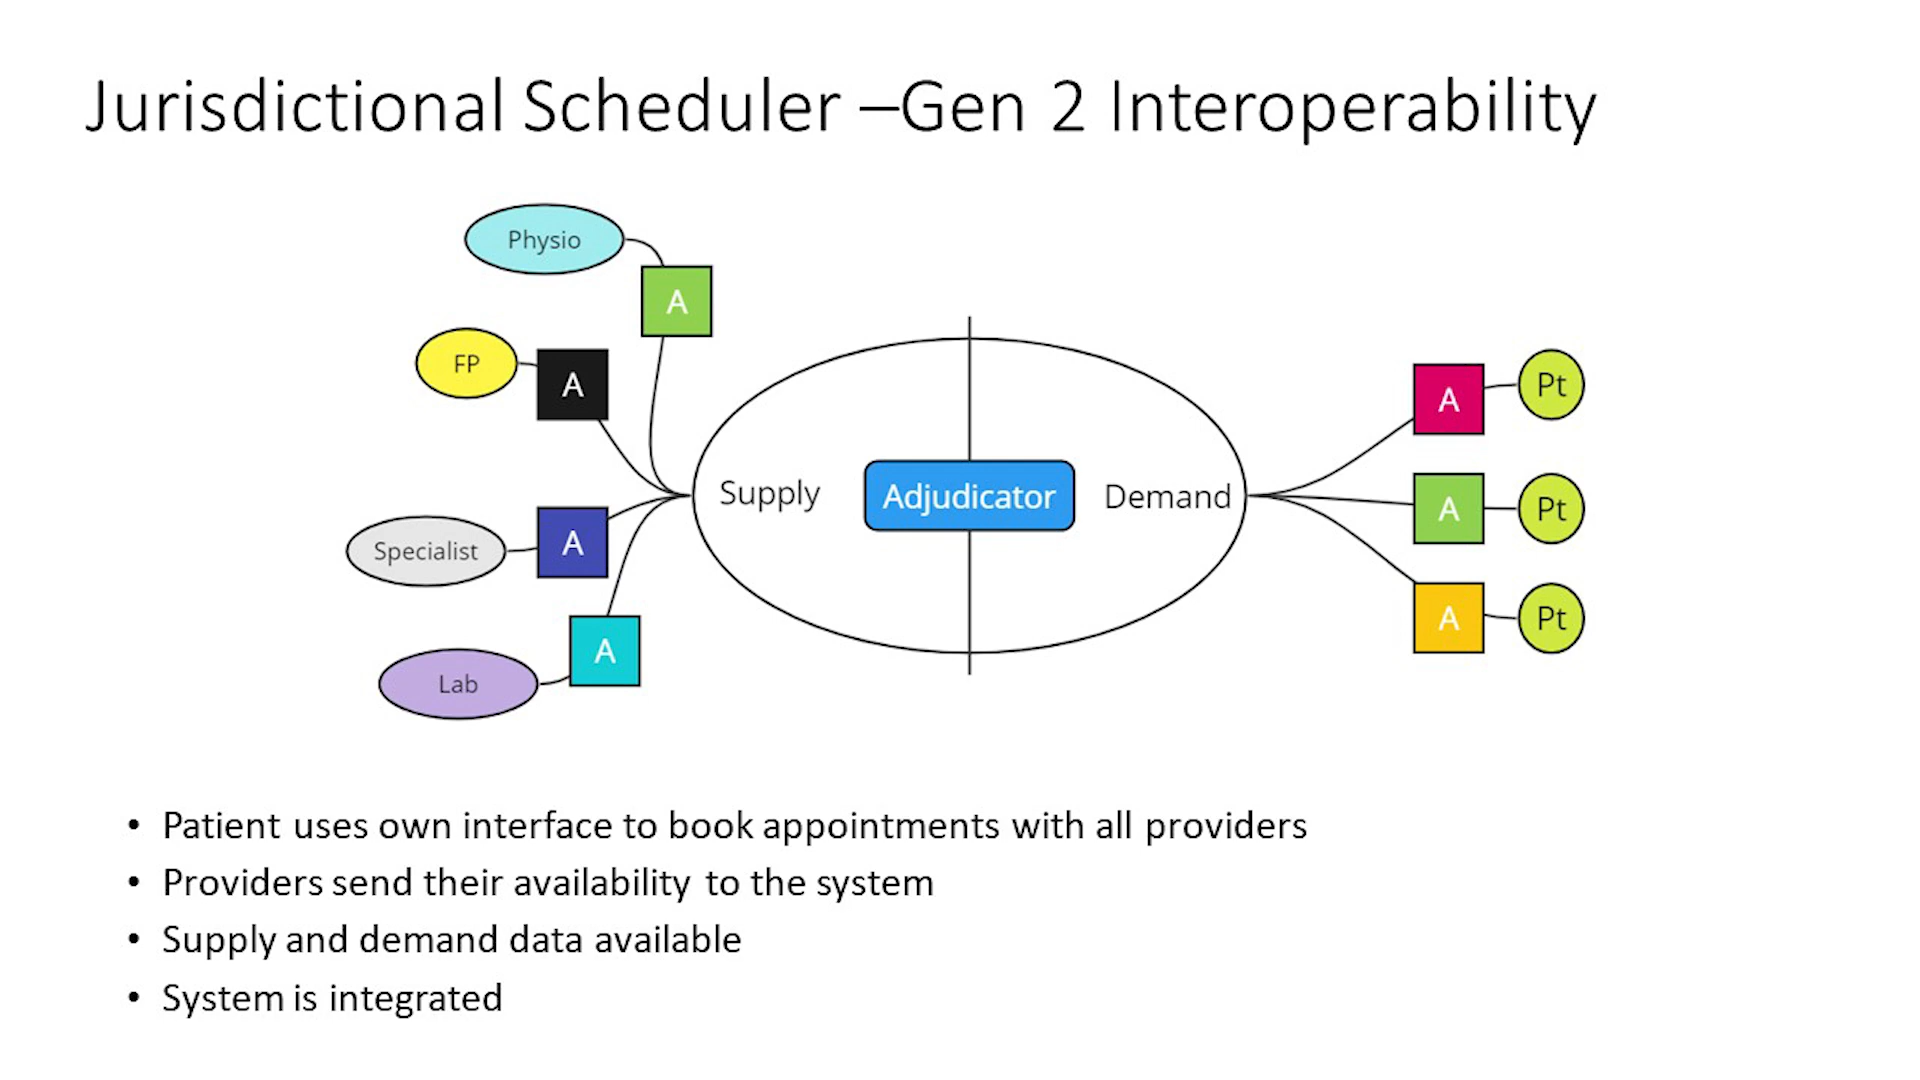 Jurisdictional Scheduler –Gen 2 Interoperability
Physio
A
FP
A
Specialist
A
Lab
A
Supply
Adjudicator
Demand
A
Pt
A
Pt
A
Pt
• Patient uses own interface to book appointments with all providers
• Providers send their availability to the system
• Supply and demand data available
• System is integrated